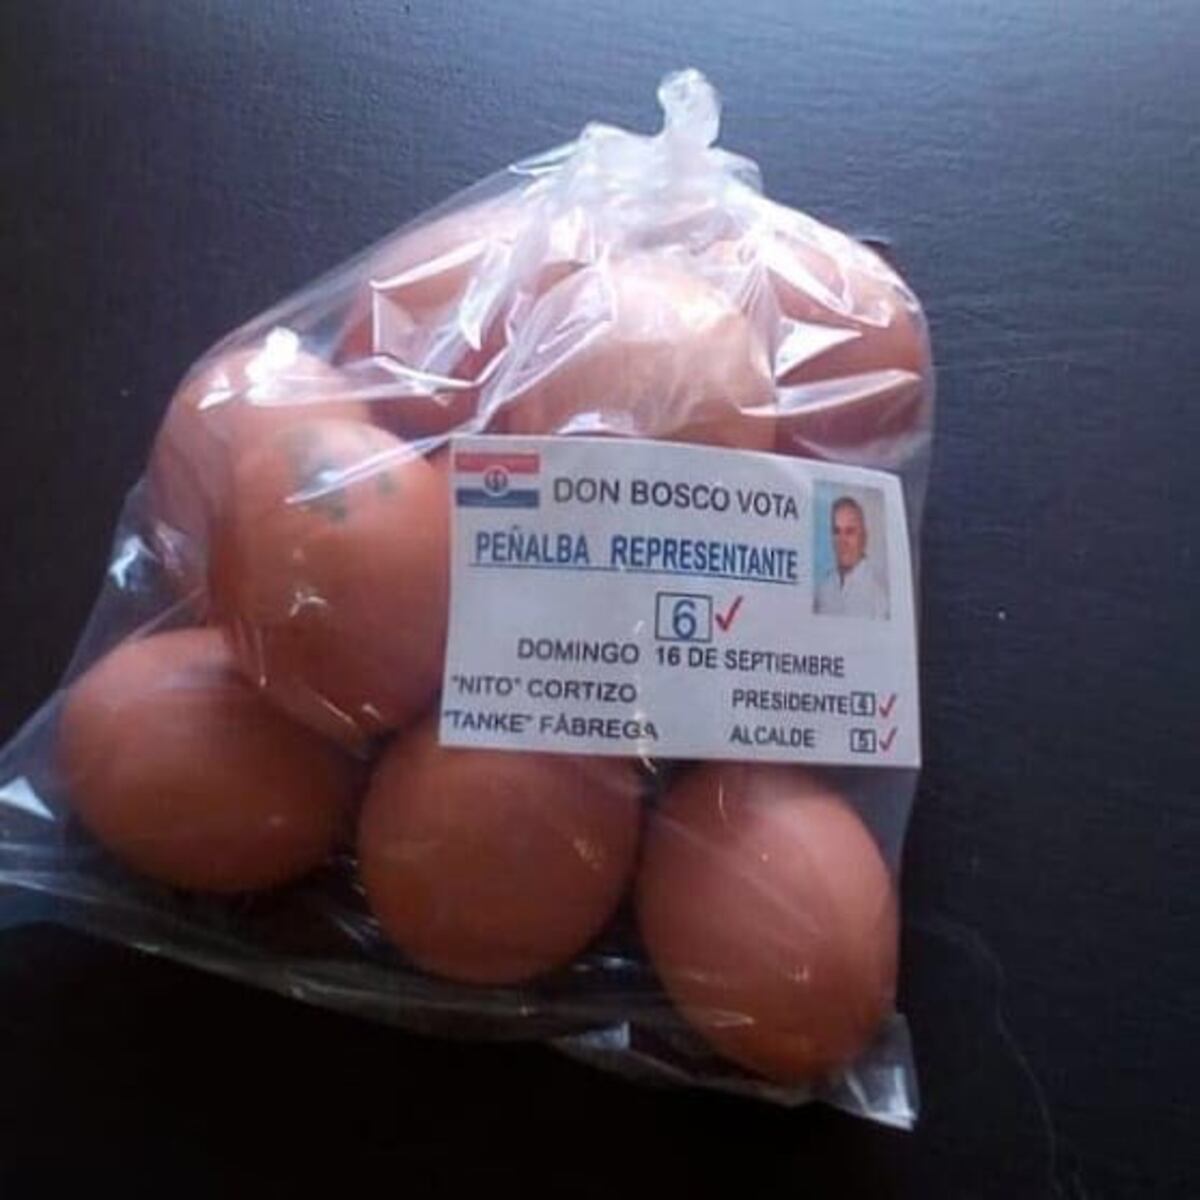 DON BOSCO VOTA
PEÑALBA REPRESENTANTE
6
DOMINGO 16 DE SEPTIEMBRE
"NITO" CORTIZO PRESIDENTE 4
"TANKE" FÁBREGA ALCALDE 5